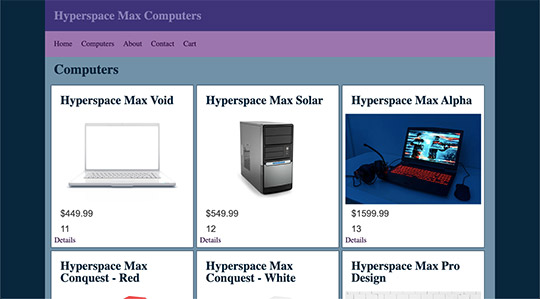 Hyperspace Max Computers
Home Computers About Contact Cart
Computers
Hyperspace Max Void
Hyperspace Max Solar
Hyperspace Max Alpha
$449.99
$549.99
$1599.99
11
12
13
Details
Details
Details
Hyperspace Max
Conquest - Red
Hyperspace Max
Conquest - White
Hyperspace Max Pro
Design